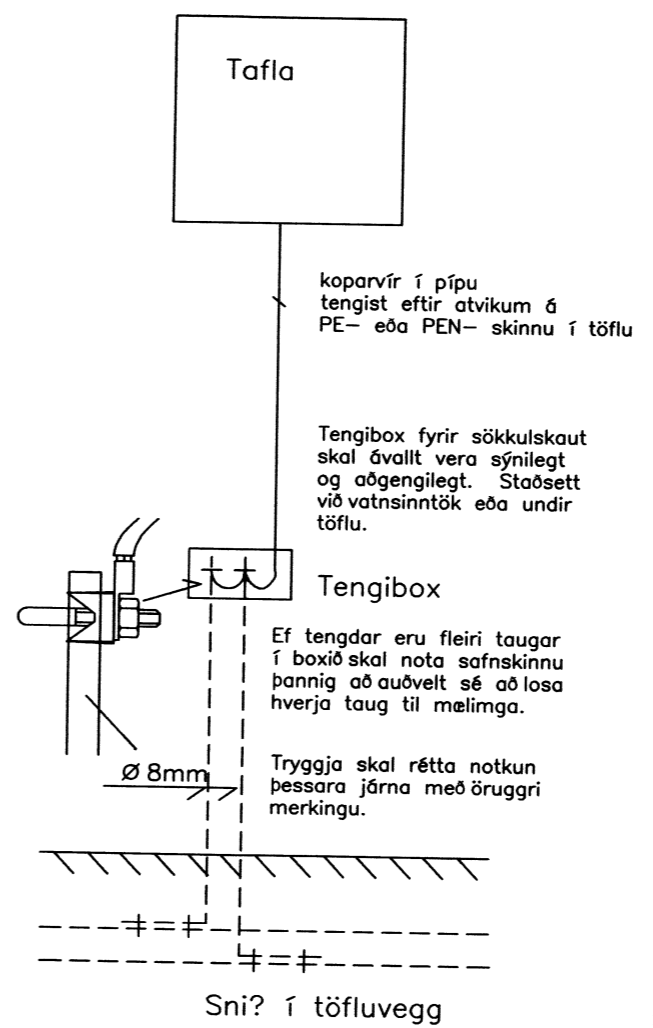 Tafla
koparvír í pípu
tengist eftir atvikum á
PE- eða PEN- skinnu í töflu
Tengibox fyrir sökkulskaut
skal ávallt vera sýnilegt
og aðgengilegt. Staðsett
við vatnsinntök eða undir
töflu.
Tengibox
Ef tengdar eru fleiri taugar
í boxið skal nota safnskinnu
þannig að auðvelt sé að losa
hverja taug til mælimga.
Ø 8mm
Tryggja skal rétta notkun
þessara járna með öruggri
merkingu.
Sni? í töfluvegg